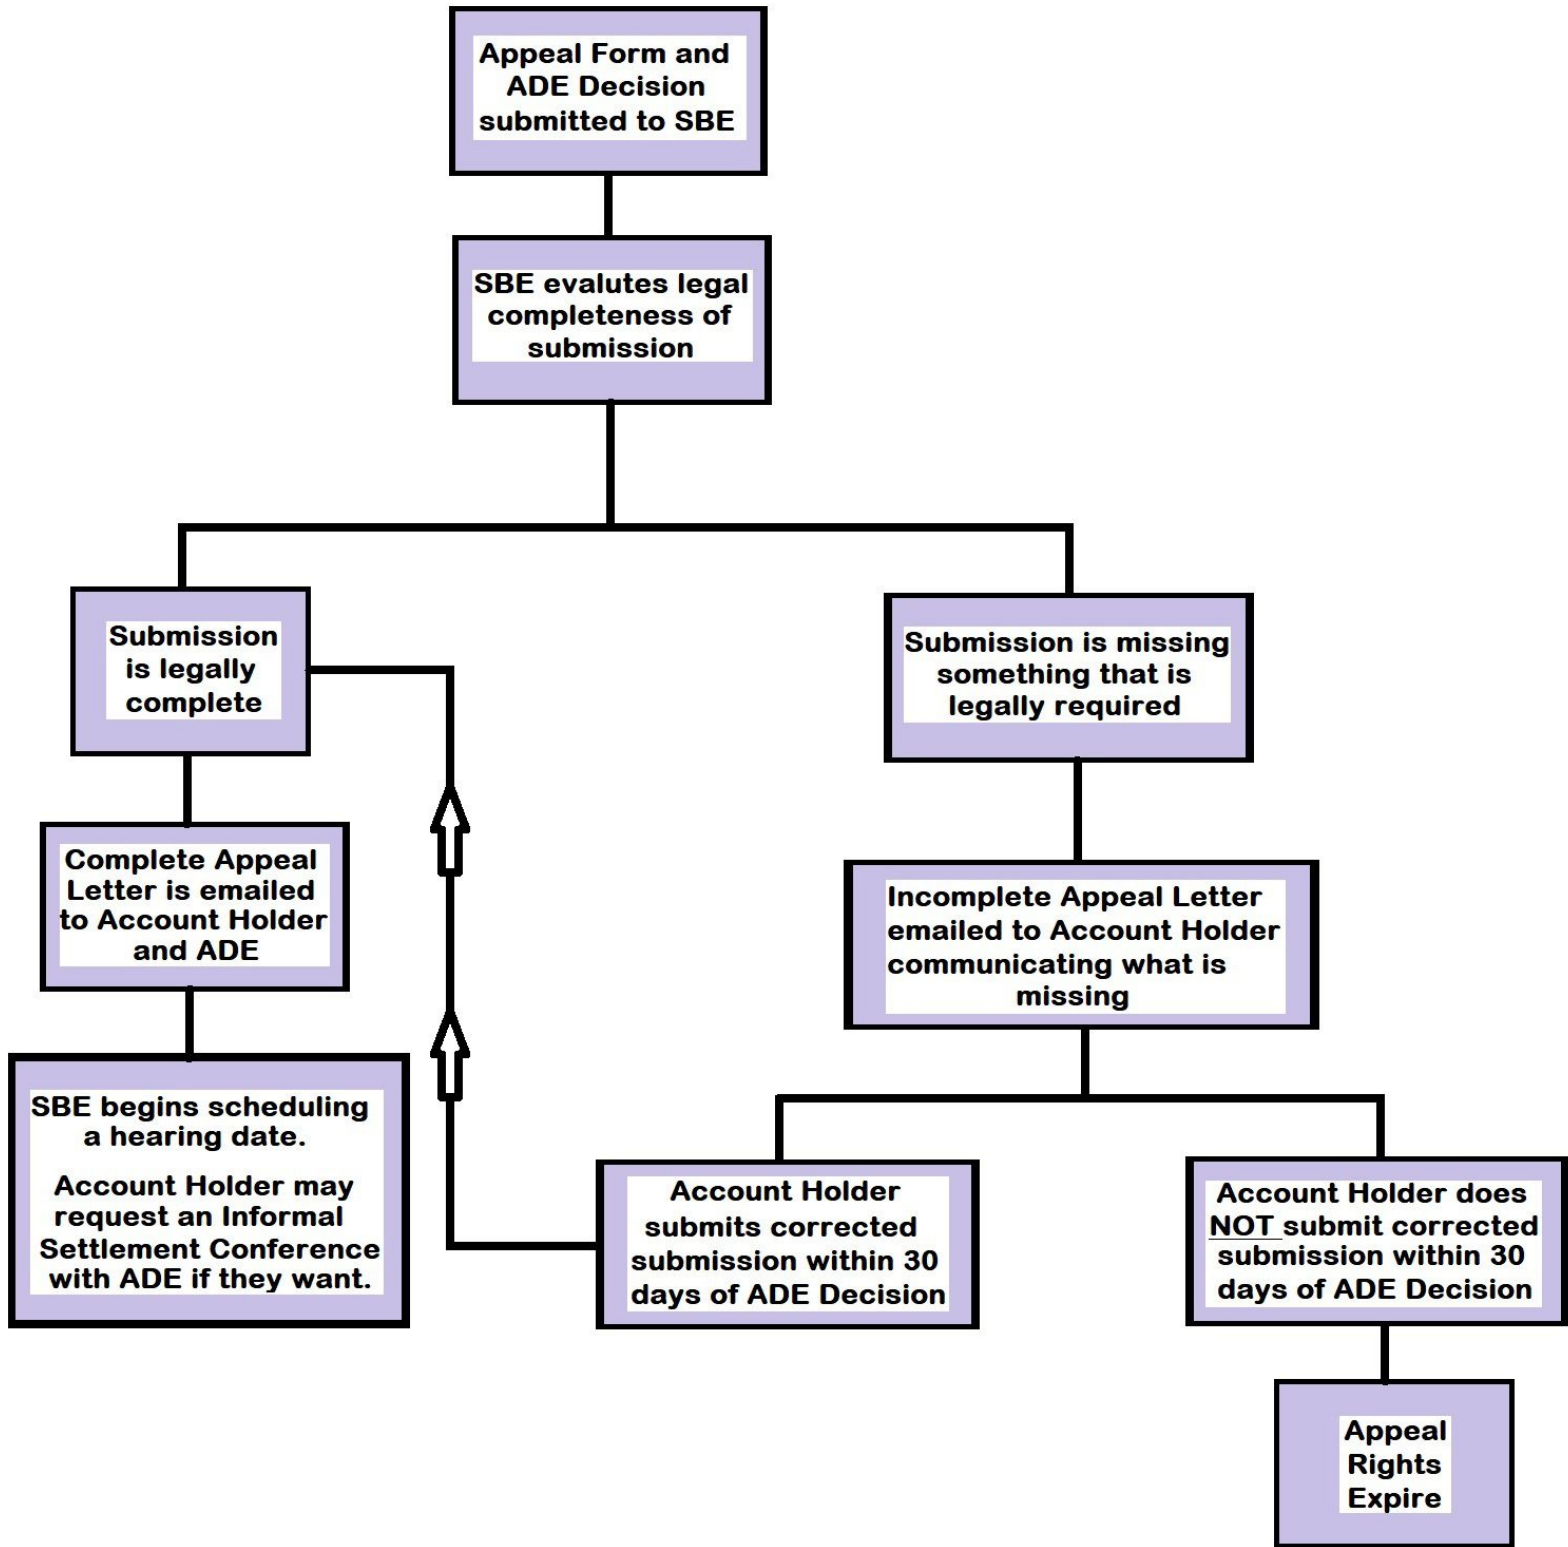 Appeal Form and
ADE Decision
submitted to SBE
SBE evalutes legal
completeness of
submission
Submission
is legally
complete
Submission is missing
something that is
legally required
Complete Appeal
Letter is emailed
to Account Holder
and ADE
Incomplete Appeal Letter
emailed to Account Holder
communicating what is
missing
SBE begins scheduling
a hearing date.
Account Holder may
request an Informal
Settlement Conference
with ADE if they want.
Account Holder
submits corrected
submission within 30
days of ADE Decision
Account Holder does
NOT submit corrected
submission within 30
days of ADE Decision
Appeal
Rights
Expire